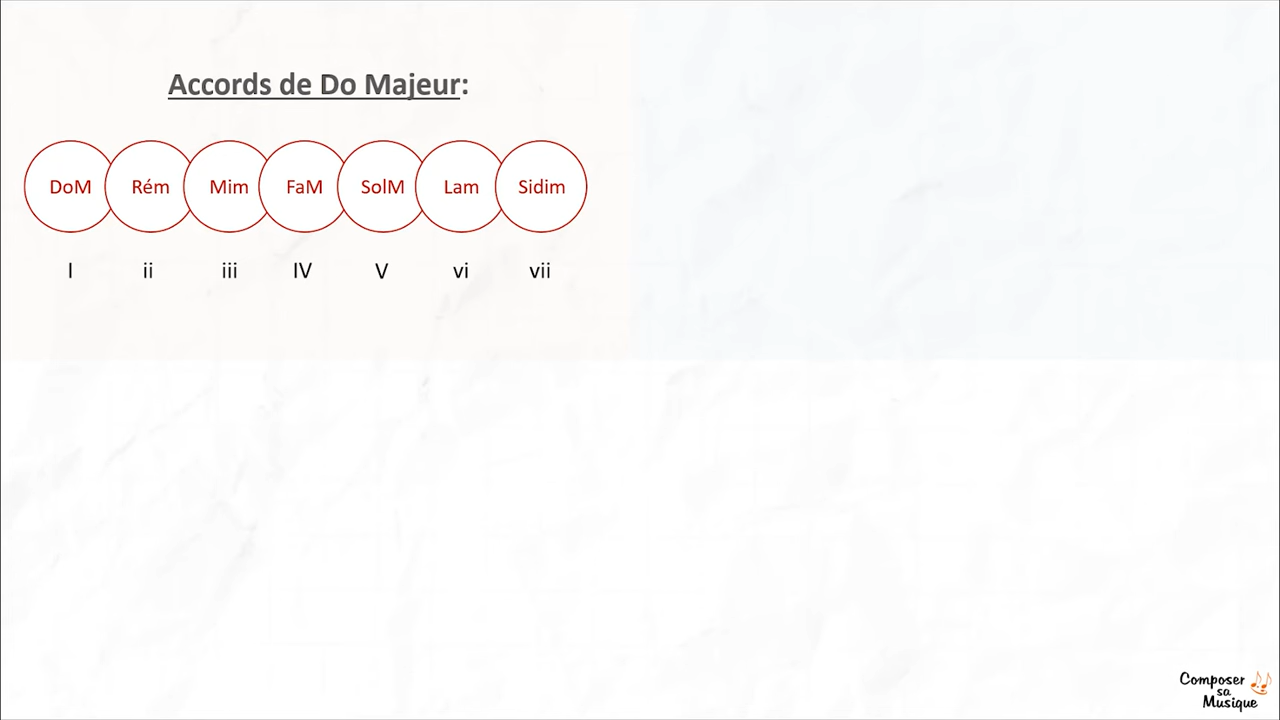 Accords de Do Majeur:
DoM Rém Mim FaM SolM Lam Sidim
I ii iii IV V vi vii
Composer
sa
Musique